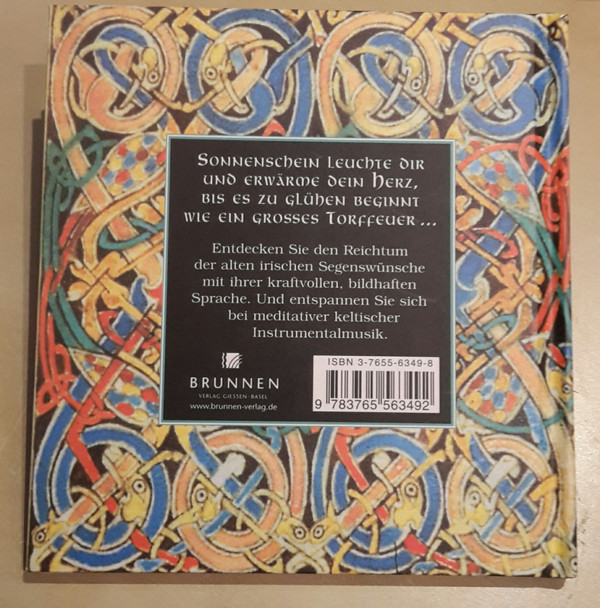 Sonnenschein leuchte dir
und erwärme dein Herz,
bis es zu glühen beginnt
wie ein grosses Torffeuer ...
Entdecken Sie den Reichtum
der alten irischen Segenswünsche
mit ihrer kraftvollen, bildhaften
Sprache. Und entspannen Sie sich
bei meditativer keltischer
Instrumentalmusik.
ISBN 3-7655-6349-8
BRUNNEN
VERLAG GIESSEN · BASEL
www.brunnen-verlag.de
9 783765 563492